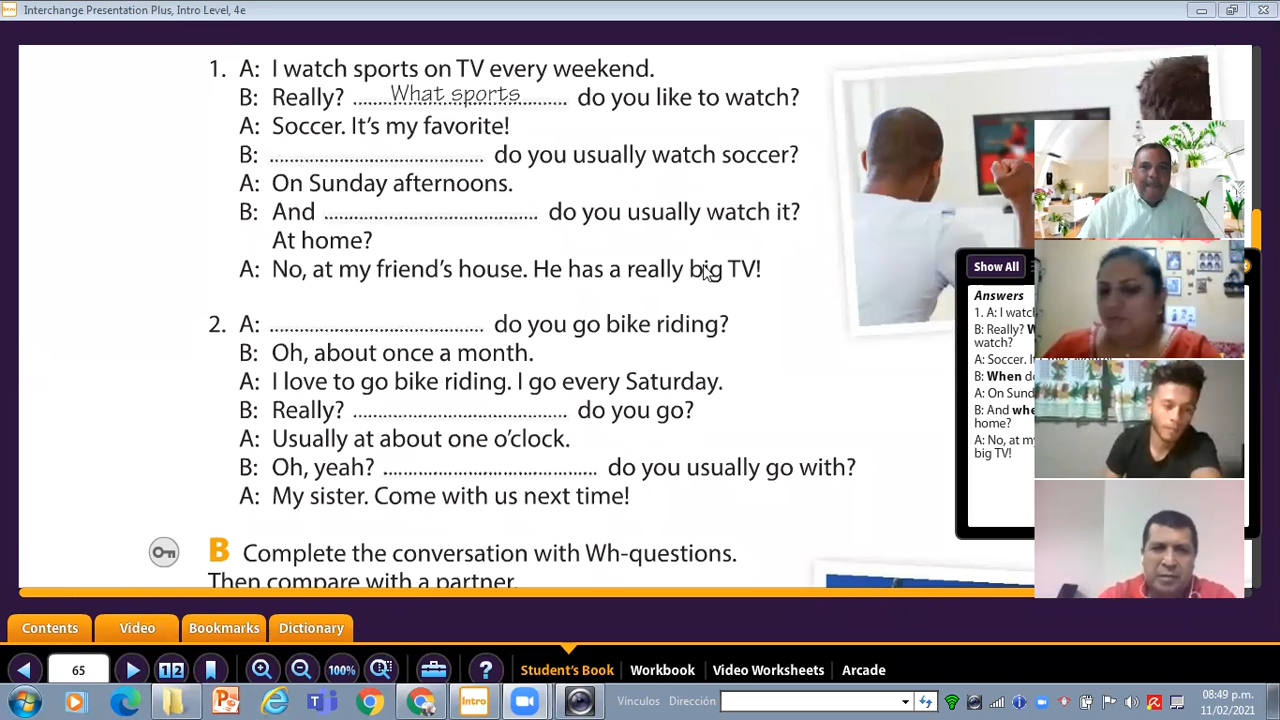 Interchange Presentation Plus, Intro Level, 4e
1. A: I watch sports on TV every weekend.
B: Really? What sports do you like to watch?
A: Soccer. It's my favorite!
B: ........................................ do you usually watch soccer?
A: On Sunday afternoons.
B: And ........................................ do you usually watch it?
At home?
A: No, at my friend's house. He has a really big TV!
2. A: ........................................ do you go bike riding?
B: Oh, about once a month.
A: I love to go bike riding. I go every Saturday.
B: Really? ........................................ do you go?
A: Usually at about one o'clock.
B: Oh, yeah? ........................................ do you usually go with?
A: My sister. Come with us next time!
B Complete the conversation with Wh-questions.
Then compare with a partner.
Show All
Answers
1. A: I watch
B: Really?
watch?
A: Soccer.
B: When do
A: On Sund
B: And whe
home?
A: No, at my
big TV!
Contents Video Bookmarks Dictionary
65 12 100% Student's Book Workbook Video Worksheets Arcade
Intro Vínculos Dirección 08:49 p.m.
11/02/2021